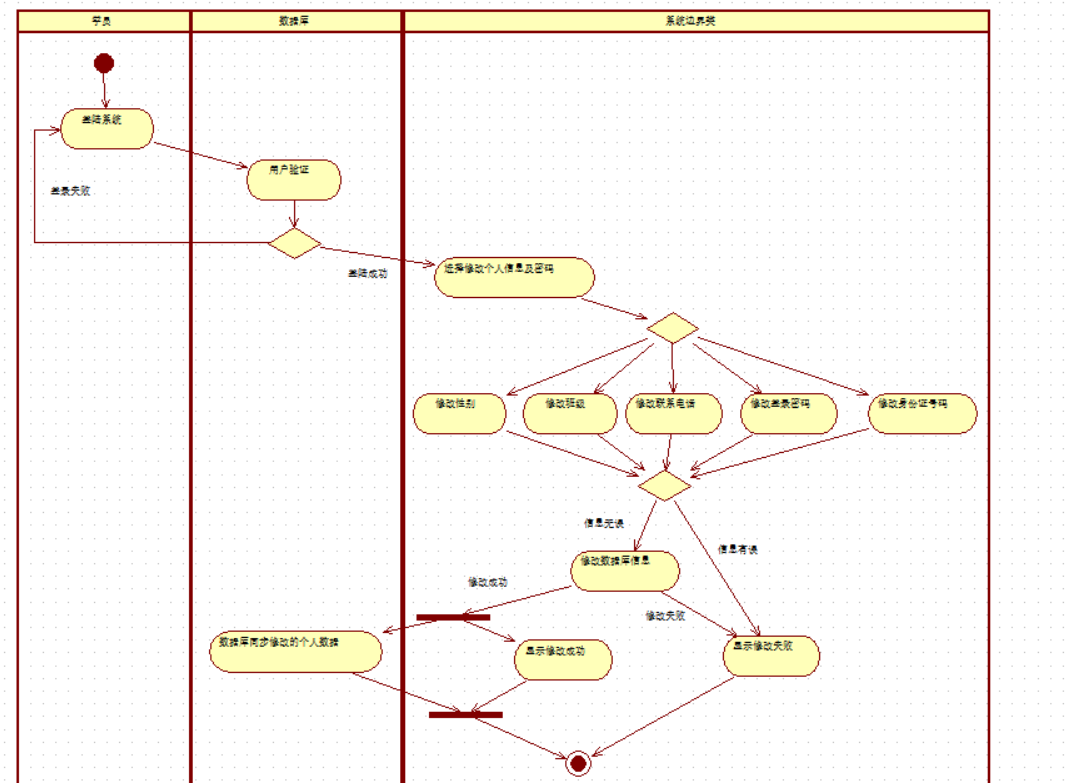 学员
数据库
系统边界类
登陆系统
用户验证
登录失败
登陆成功
选择修改个人信息及密码
修改性别
修改班级
修改联系电话
修改登录密码
修改身份证号码
信息无误
信息有误
修改数据库信息
修改成功
修改失败
数据库同步修改的个人数据
显示修改成功
显示修改失败